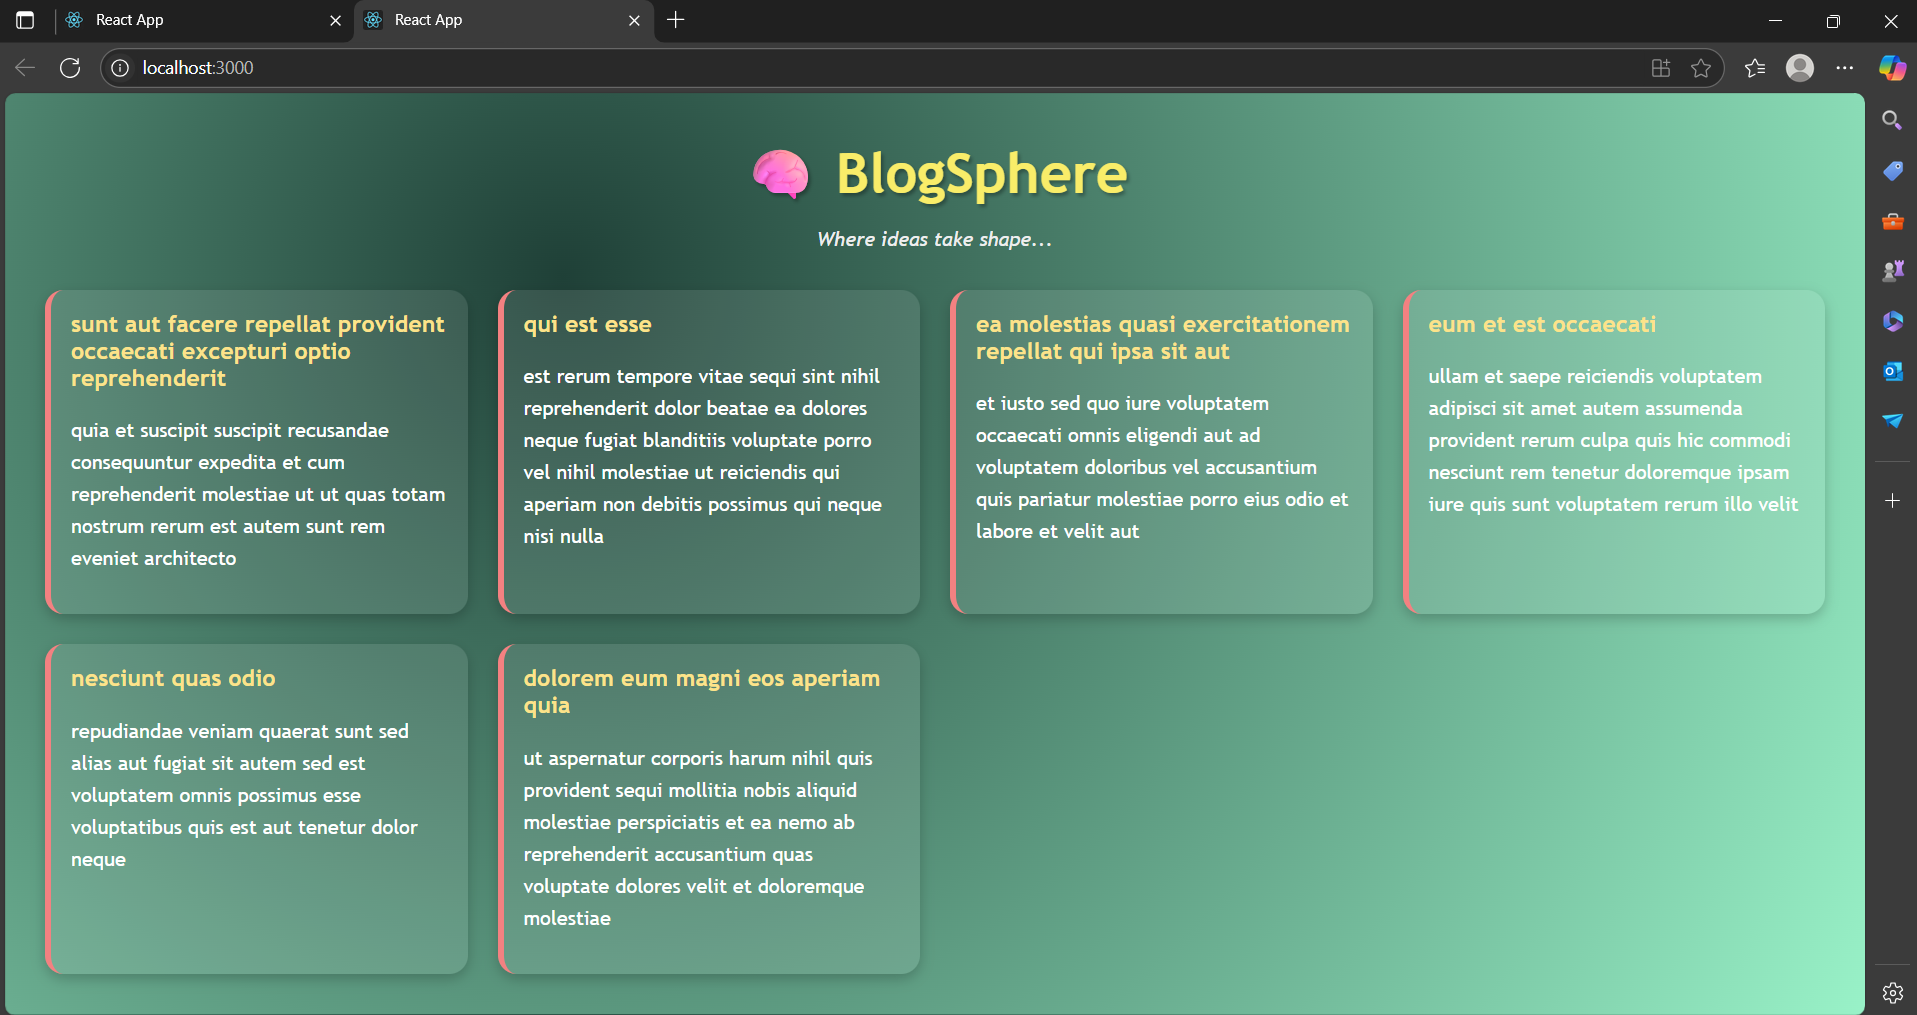 React App
React App
localhost:3000
BlogSphere
Where ideas take shape...
sunt aut facere repellat provident
occaecati excepturi optio
reprehenderit
quia et suscipit suscipit recusandae
consequuntur expedita et cum
reprehenderit molestiae ut ut quas totam
nostrum rerum est autem sunt rem
eveniet architecto
qui est esse
est rerum tempore vitae sequi sint nihil
reprehenderit dolor beatae ea dolores
neque fugiat blanditiis voluptate porro
vel nihil molestiae ut reiciendis qui
aperiam non debitis possimus qui neque
nisi nulla
ea molestias quasi exercitationem
repellat qui ipsa sit aut
et iusto sed quo iure voluptatem
occaecati omnis eligendi aut ad
voluptatem doloribus vel accusantium
quis pariatur molestiae porro eius odio et
labore et velit aut
eum et est occaecati
ullam et saepe reiciendis voluptatem
adipisci sit amet autem assumenda
provident rerum culpa quis hic commodi
nesciunt rem tenetur doloremque ipsam
iure quis sunt voluptatem rerum illo velit
nesciunt quas odio
repudiandae veniam quaerat sunt sed
alias aut fugiat sit autem sed est
voluptatem omnis possimus esse
voluptatibus quis est aut tenetur dolor
neque
dolorem eum magni eos aperiam
quia
ut aspernatur corporis harum nihil quis
provident sequi mollitia nobis aliquid
molestiae perspiciatis et ea nemo ab
reprehenderit accusantium quas
voluptate dolores velit et doloremque
molestiae